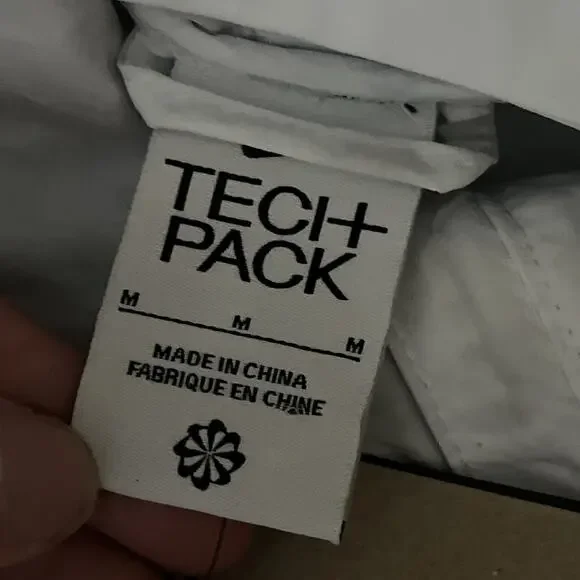 TECH
PACK
M M M
MADE IN CHINA
FABRIQUE EN CHINE